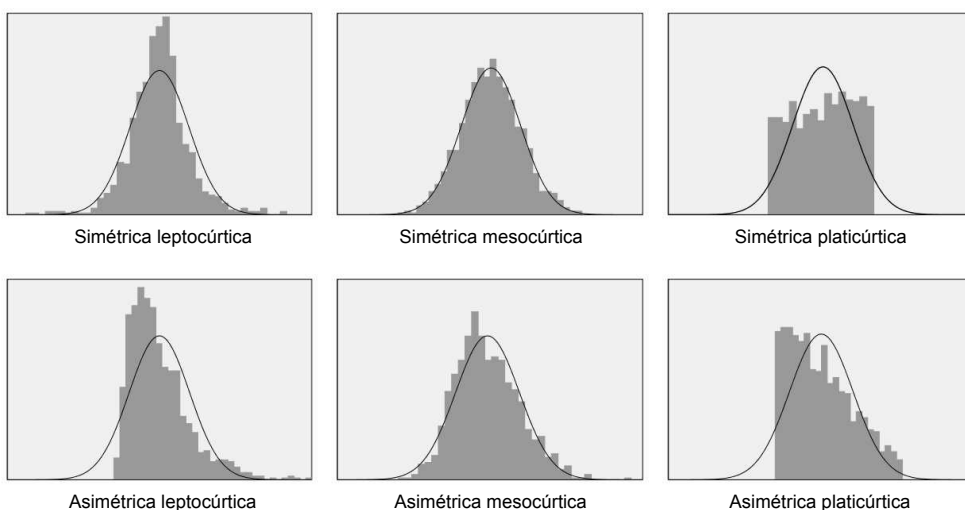 Simétrica leptocúrtica
Simétrica mesocúrtica
Simétrica platicúrtica
Asimétrica leptocúrtica
Asimétrica mesocúrtica
Asimétrica platicúrtica